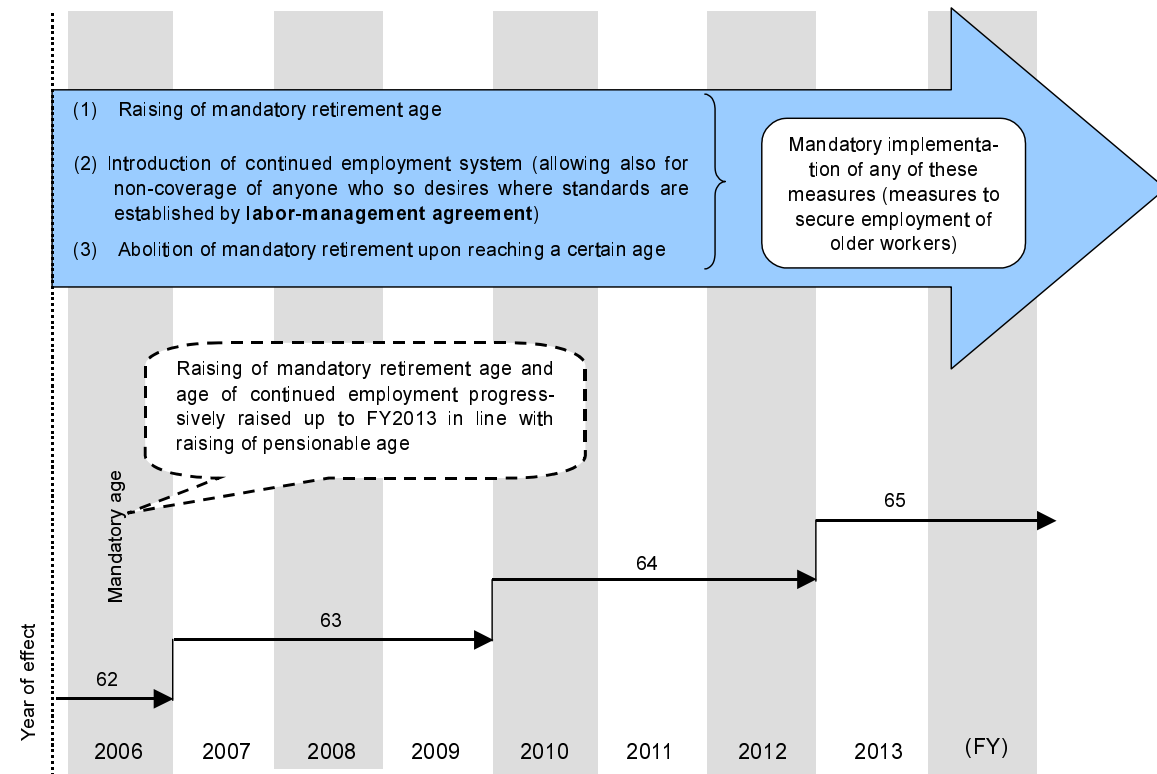 (1) Raising of mandatory retirement age
(2) Introduction of continued employment system (allowing also for
non-coverage of anyone who so desires where standards are
established by labor-management agreement)
(3) Abolition of mandatory retirement upon reaching a certain age
Mandatory implementa-
tion of any of these
measures (measures to
secure employment of
older workers)
Raising of mandatory retirement age and
age of continued employment progres-
sively raised up to FY2013 in line with
raising of pensionable age
Mandatory age
65
64
63
62
Year of effect
2006 2007 2008 2009 2010 2011 2012 2013 (FY)